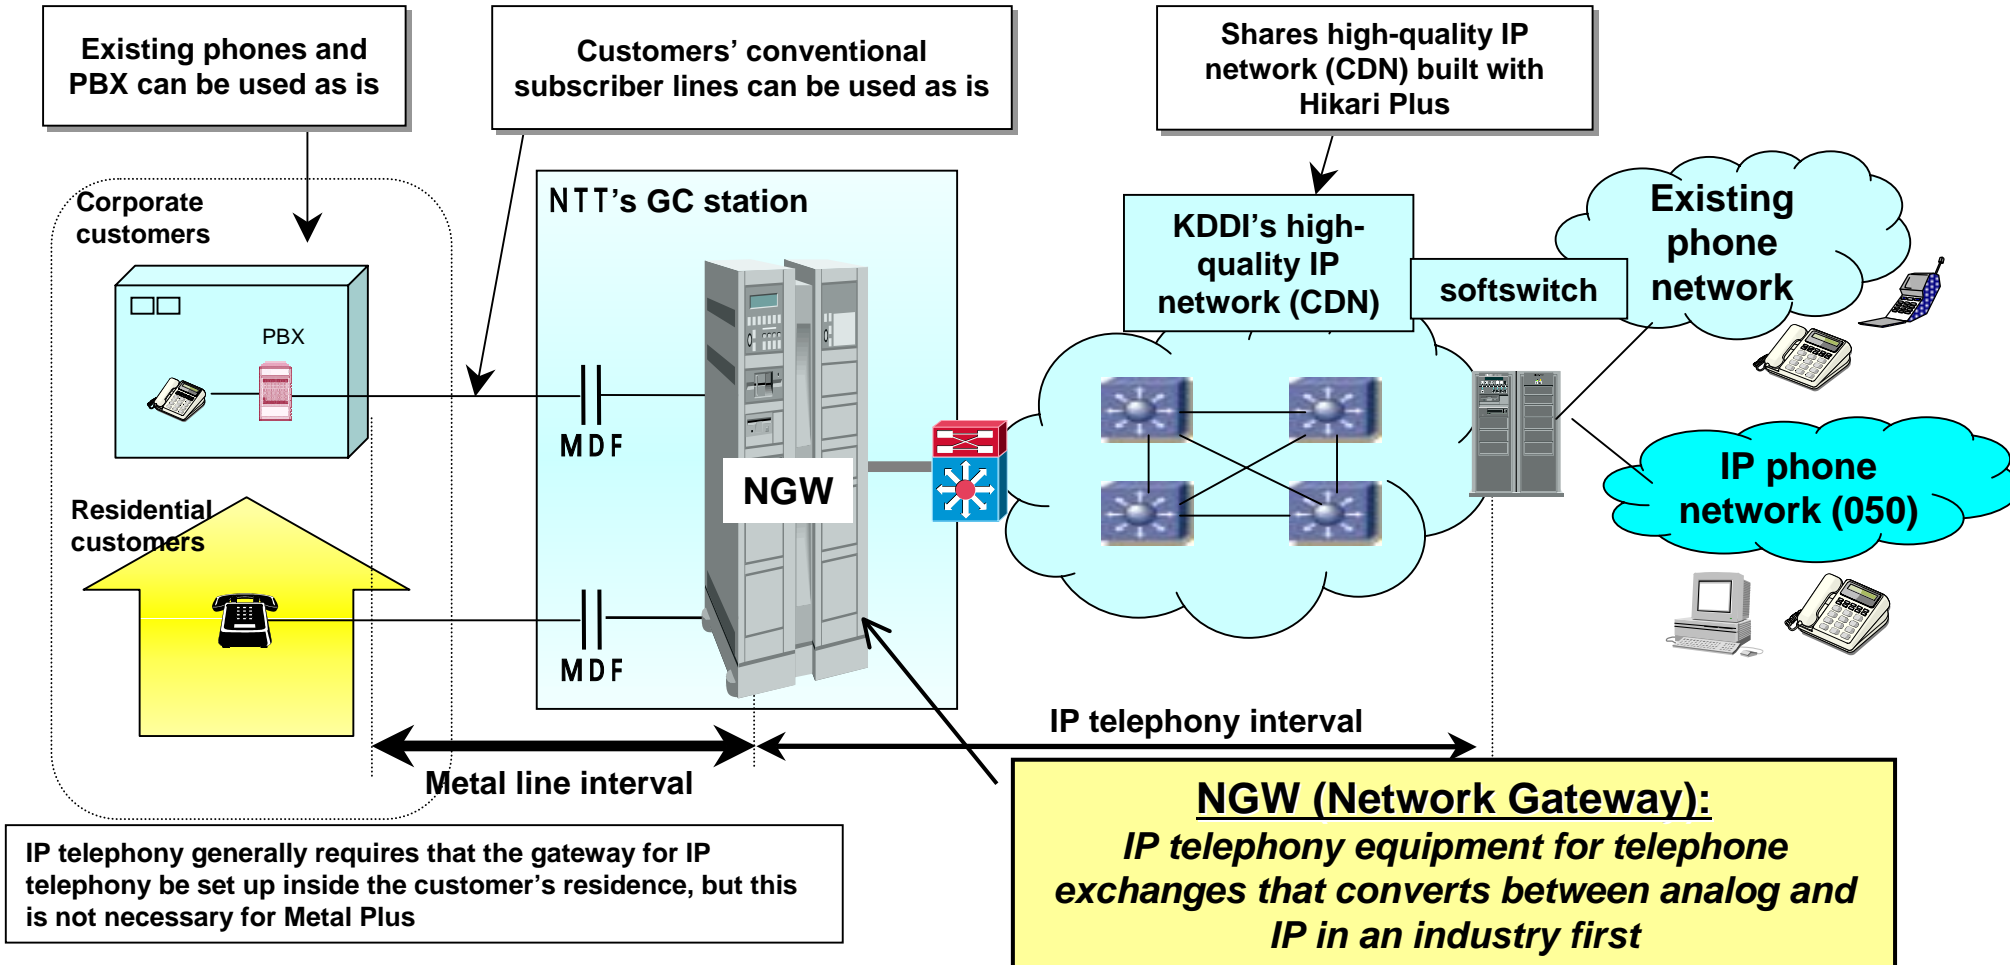 Existing phones and
PBX can be used as is
Customers’ conventional
subscriber lines can be used as is
Shares high-quality IP
network (CDN) built with
Hikari Plus
Corporate
customers
PBX
Residential
customers
NTT’s GC station
MDF
MDF
NGW
KDDI’s high-
quality IP
network (CDN)
softswitch
Existing
phone
network
IP phone
network (050)
Metal line interval
IP telephony interval
IP telephony generally requires that the gateway for IP
telephony be set up inside the customer’s residence, but this
is not necessary for Metal Plus
NGW (Network Gateway):
IP telephony equipment for telephone
exchanges that converts between analog and
IP in an industry first